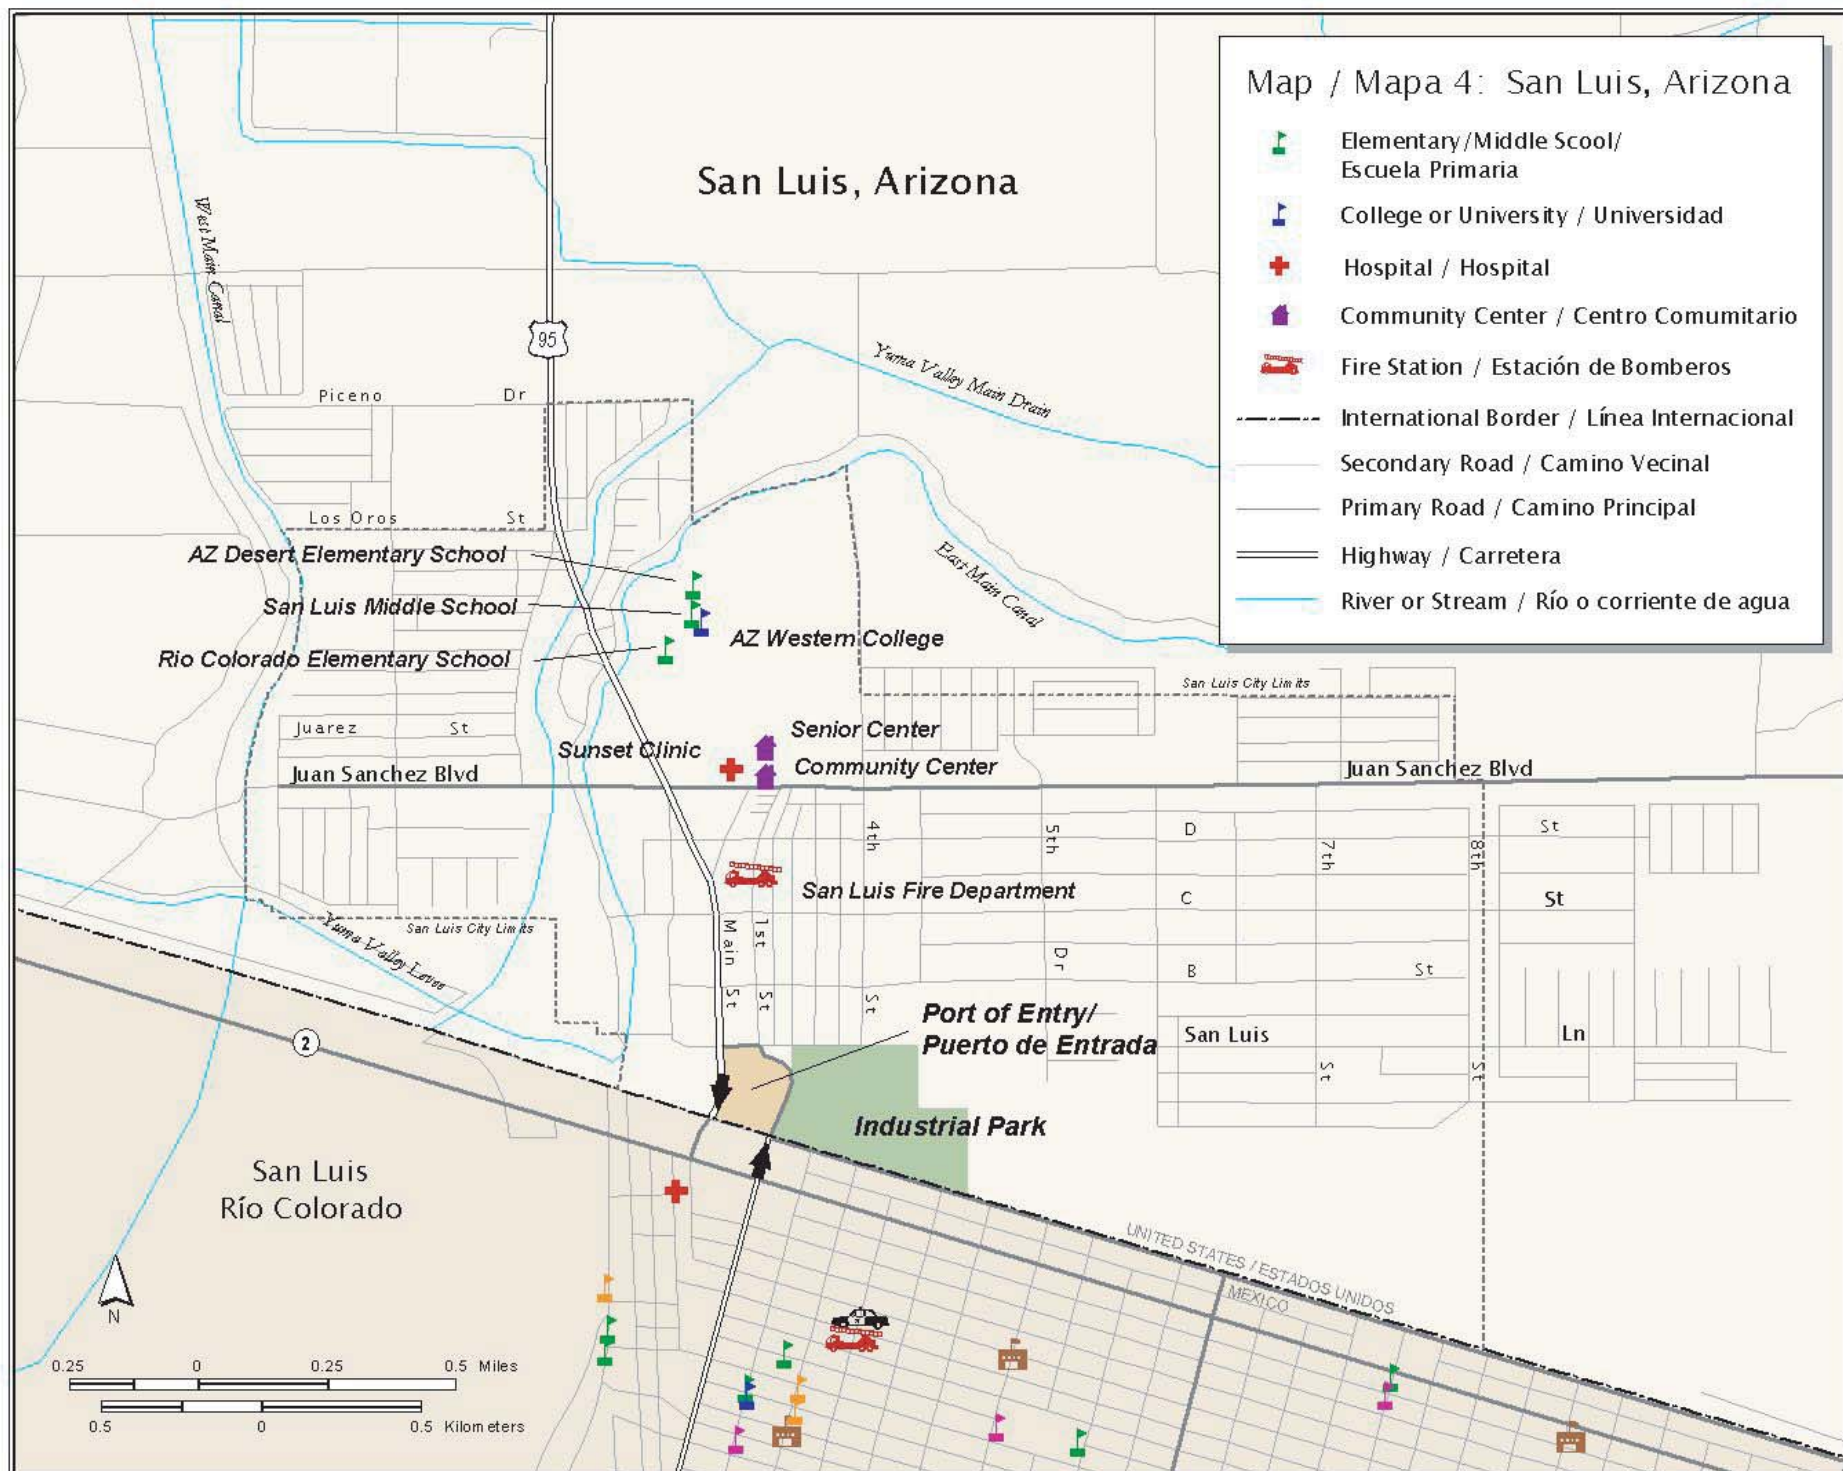 Map / Mapa 4: San Luis, Arizona
Elementary/Middle Scool/
Escuela Primaria
College or University / Universidad
Hospital / Hospital
Community Center / Centro Comumitario
Fire Station / Estación de Bomberos
International Border / Línea Internacional
Secondary Road / Camino Vecinal
Primary Road / Camino Principal
Highway / Carretera
River or Stream / Río o corriente de agua
San Luis, Arizona
West Main Canal
95
Yuma Valley Main Drain
Piceno Dr
Los Oros St
AZ Desert Elementary School
East Main Canal
San Luis Middle School
AZ Western College
Rio Colorado Elementary School
San Luis City Limits
Juarez St
Senior Center
Sunset Clinic
Community Center
Juan Sanchez Blvd
Juan Sanchez Blvd
4th St
5th Dr
7th St
8th St
D St
San Luis Fire Department
C St
Main St
1st St
San Luis City Limits
Yuma Valley Levee
B St
Port of Entry/
Puerto de Entrada
San Luis Ln
2
Industrial Park
San Luis
Río Colorado
UNITED STATES / ESTADOS UNIDOS
MEXICO
N
0.25 0 0.25 0.5 Miles
0.5 0 0.5 Kilometers